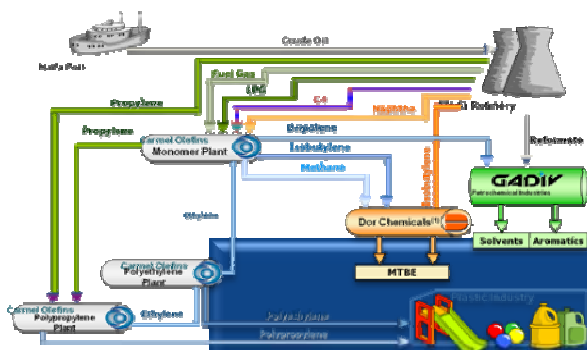 Crude Oil
Haifa Port
Fuel Gas
LPG
Propylene
C4
Naphtha
Refinery
Propylene
Carmel Olefins
Monomer Plant
Isobutylene
Methane
Isobutylene
Reformate
GADIV
Petrochemical Industries
Ethylene
Dor Chemicals(1)
Solvents
Aromatics
MTBE
Carmel Olefins
Polyethylene
Plant
Plastic Industry
Carmel Olefins
Polypropylene
Plant
Ethylene
Polyethylene
Polypropylene